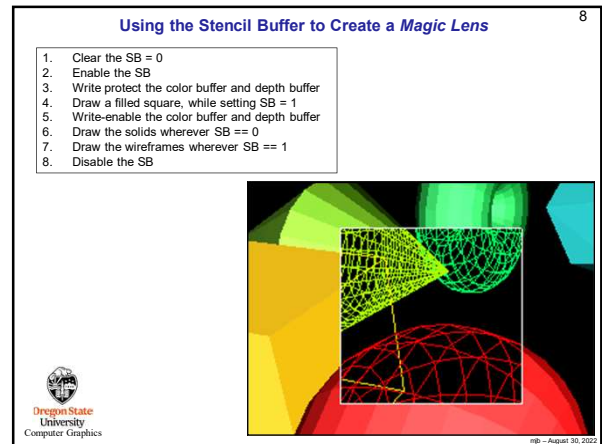 8
Using the Stencil Buffer to Create a Magic Lens
1. Clear the SB = 0
2. Enable the SB
3. Write protect the color buffer and depth buffer
4. Draw a filled square, while setting SB = 1
5. Write-enable the color buffer and depth buffer
6. Draw the solids wherever SB == 0
7. Draw the wireframes wherever SB == 1
8. Disable the SB
Oregon State
University
Computer Graphics
mjb – August 30, 2022